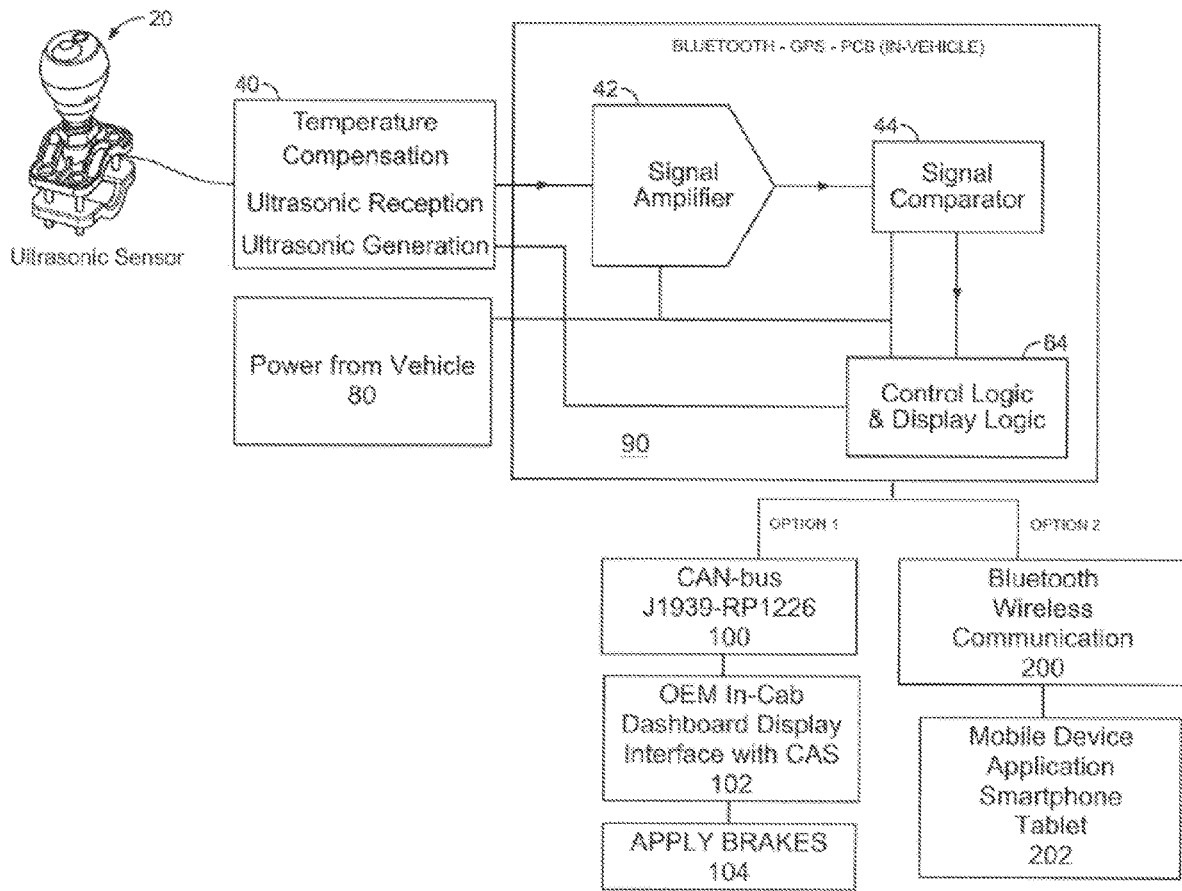 20
Ultrasonic Sensor
40
Temperature
Compensation
Ultrasonic Reception
Ultrasonic Generation
Power from Vehicle
80
BLUETOOTH - GPS - PCB (IN-VEHICLE)
42
Signal
Amplifier
44
Signal
Comparator
64
Control Logic
& Display Logic
90
OPTION 1
OPTION 2
CAN-bus
J1939-RP1226
100
OEM In-Cab
Dashboard Display
Interface with CAS
102
APPLY BRAKES
104
Bluetooth
Wireless
Communication
200
Mobile Device
Application
Smartphone
Tablet
202